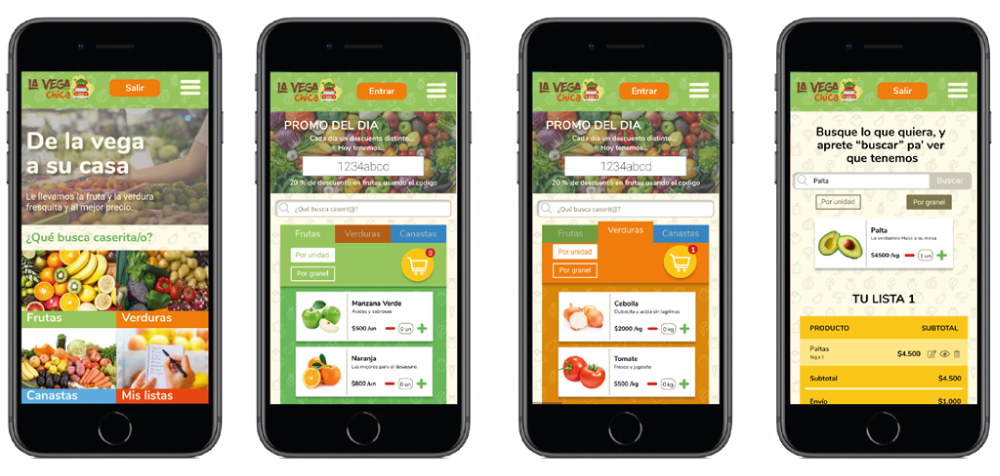 LA VEGA
chica
Salir
De la vega
a su casa
Le llevamos la fruta y la verdura
fresquita y al mejor precio.
¿Qué busca caserita/o?
Frutas
Verduras
Canastas
Mis listas
LA VEGA
chica
Entrar
PROMO DEL DIA
Cada día un descuento distinto...
Hoy tenemos...
1234abcd
20 % de descuento en frutas usando el codigo
¿Qué busca caserit@?
Frutas
Verduras
Canastas
Por unidad
Por granel
0
Manzana Verde
Acidas y sabrosas
$500 /un
0 un
Naranja
Las mejores para el desayuno
$800 /un
0 un
LA VEGA
chica
Entrar
PROMO DEL DIA
Cada día un descuento distinto...
Hoy tenemos...
1234abcd
20 % de descuento en frutas usando el codigo
¿Qué busca caserit@?
Frutas
Verduras
Canastas
Por unidad
Por granel
1
Cebolla
Dulcecita y acida sin lagrimas
$2000 /kg
0 kg
Tomate
Fresco y jugosito
$500 /kg
0 kg
LA VEGA
chica
Salir
Busque lo que quiera, y
aprete “buscar” pa’ ver
que tenemos
Palta
Buscar
Por unidad
Por granel
Palta
La verdadera Hass a su mesa
$4500 /kg
1 un
TU LISTA 1
PRODUCTO
SUBTOTAL
Paltas
$4.500
Subtotal
$4.500
Envío
$1.000